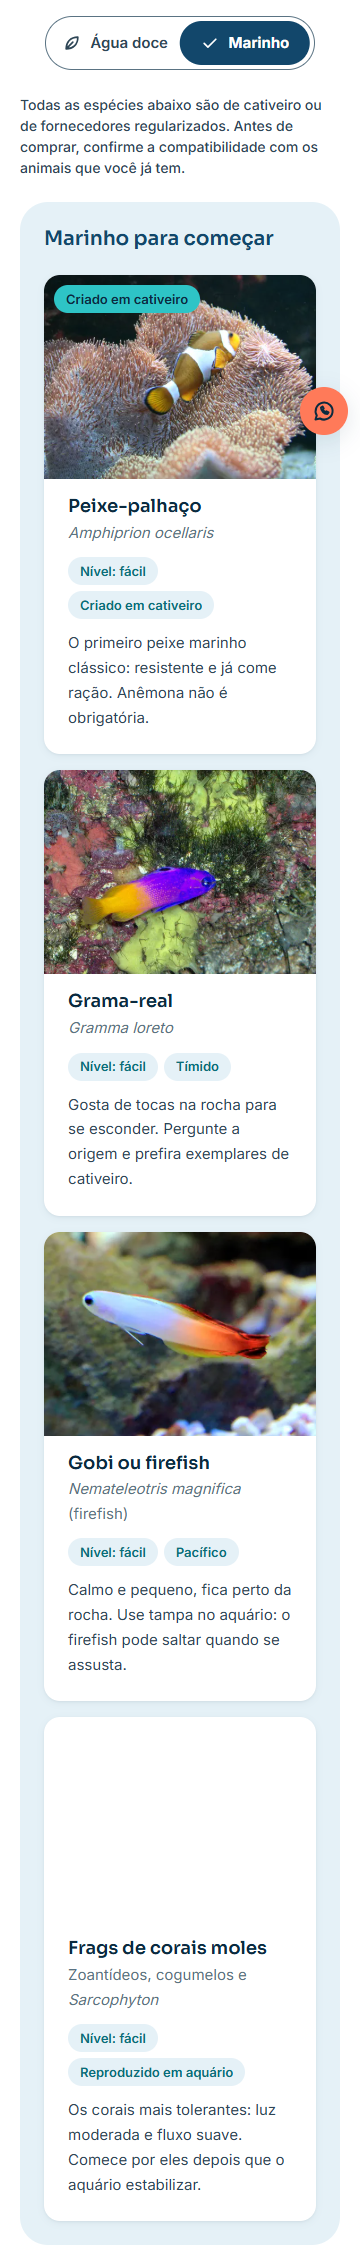 Água doce
Marinho
Todas as espécies abaixo são de cativeiro ou
de fornecedores regularizados. Antes de
comprar, confirme a compatibilidade com os
animais que você já tem.
Marinho para começar
Criado em cativeiro
Peixe-palhaço
Amphiprion ocellaris
Nível: fácil
Criado em cativeiro
O primeiro peixe marinho
clássico: resistente e já come
ração. Anêmona não é
obrigatória.
Grama-real
Gramma loreto
Nível: fácil
Tímido
Gosta de tocas na rocha para
se esconder. Pergunte a
origem e prefira exemplares de
cativeiro.
Gobi ou firefish
Nemateleotris magnifica
(firefish)
Nível: fácil
Pacífico
Calmo e pequeno, fica perto da
rocha. Use tampa no aquário: o
firefish pode saltar quando se
assusta.
Frags de corais moles
Zoantídeos, cogumelos e
Sarcophyton
Nível: fácil
Reproduzido em aquário
Os corais mais tolerantes: luz
moderada e fluxo suave.
Comece por eles depois que o
aquário estabilizar.